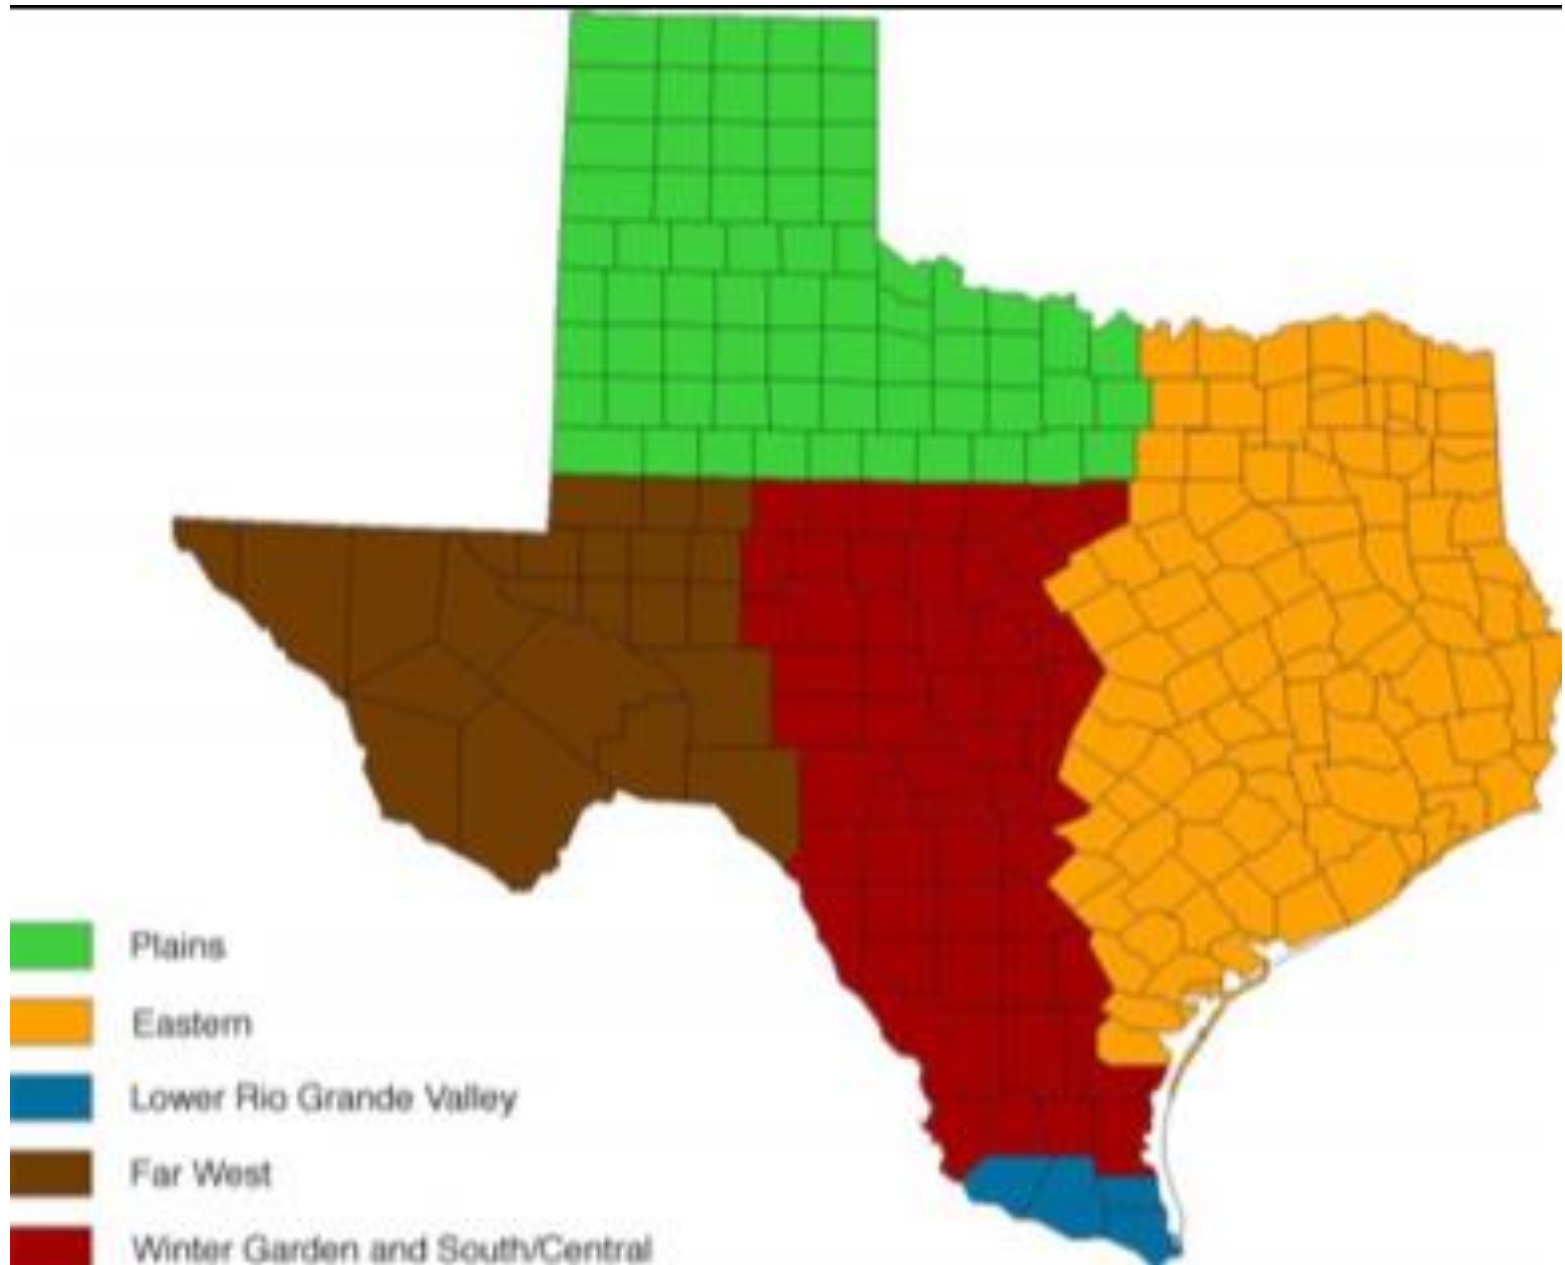 Plains
Eastern
Lower Rio Grande Valley
Far West
Winter Garden and South/Central